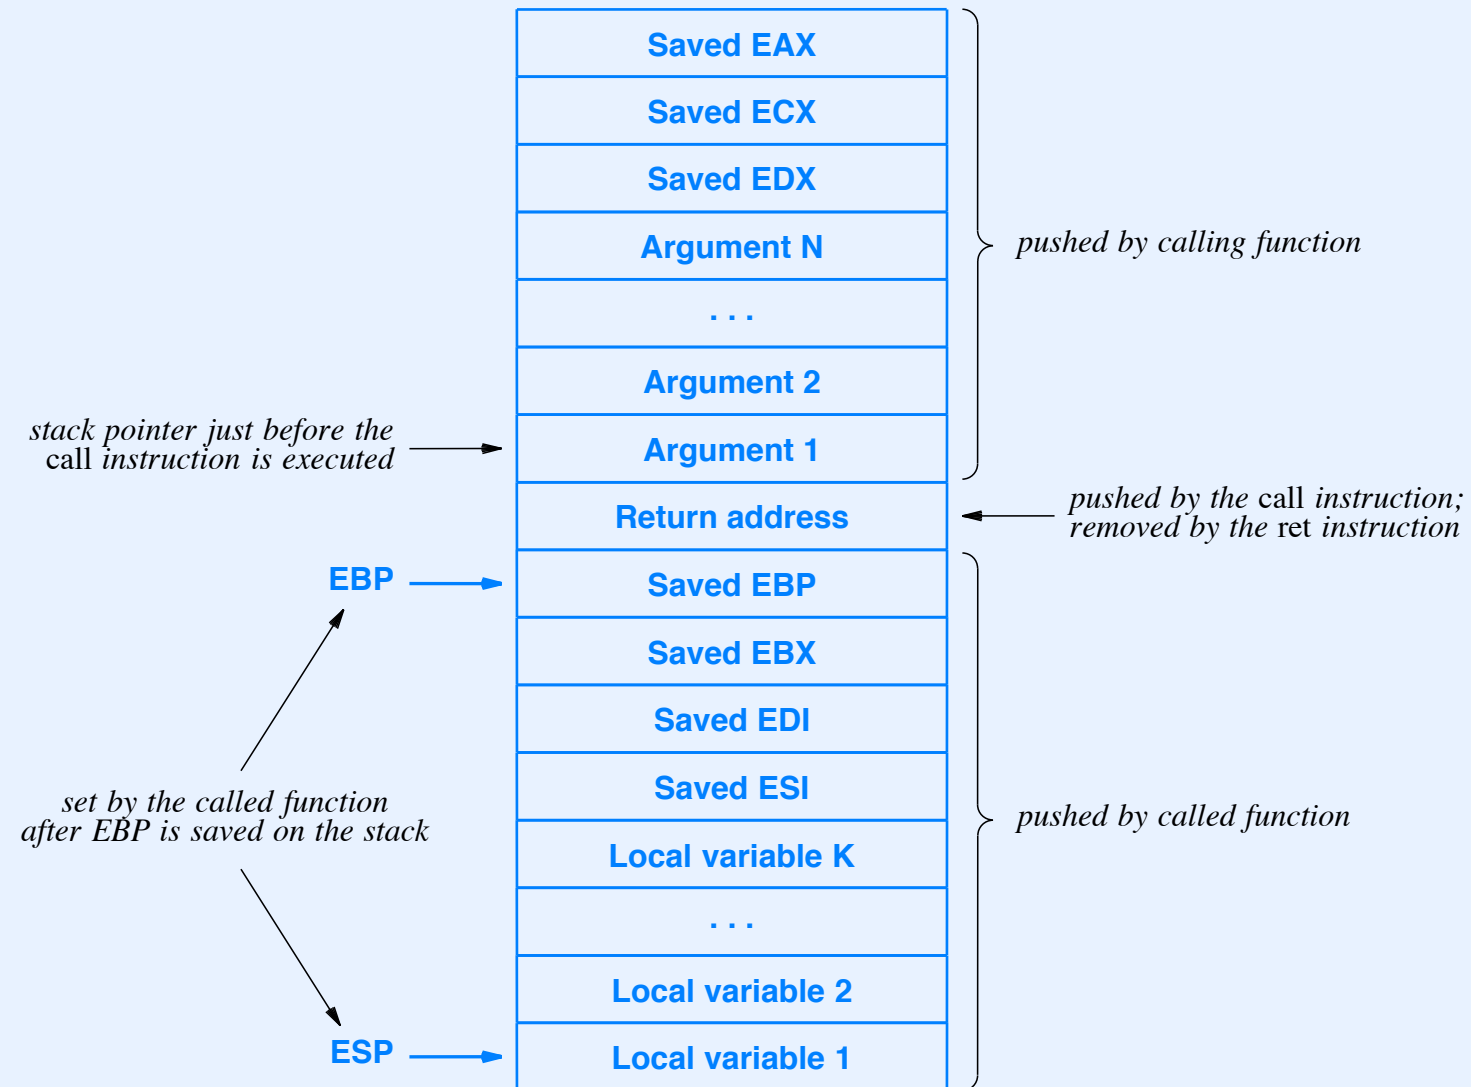 Saved EAX
Saved ECX
Saved EDX
Argument N
pushed by calling function
. . .
Argument 2
stack pointer just before the
call instruction is executed
Argument 1
Return address
pushed by the call instruction;
removed by the ret instruction
EBP
Saved EBP
Saved EBX
Saved EDI
Saved ESI
set by the called function
after EBP is saved on the stack
pushed by called function
Local variable K
. . .
Local variable 2
ESP
Local variable 1